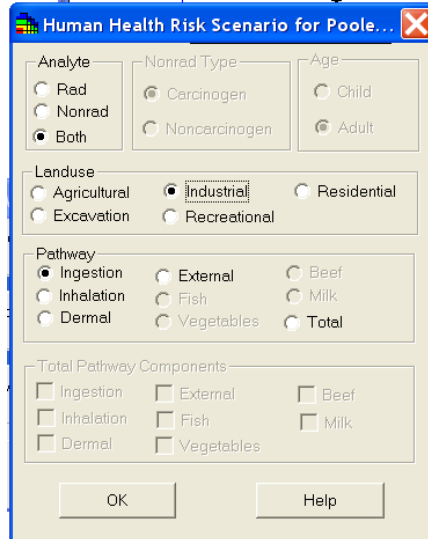 Human Health Risk Scenario for Poole...
Analyte
Rad
Nonrad
Both
Nonrad Type
Carcinogen
Noncarcinogen
Age
Child
Adult
Landuse
Agricultural Industrial Residential
Excavation Recreational
Pathway
Ingestion External Beef
Inhalation Fish Milk
Dermal Vegetables Total
Total Pathway Components
Ingestion External Beef
Inhalation Fish Milk
Dermal Vegetables
OK Help